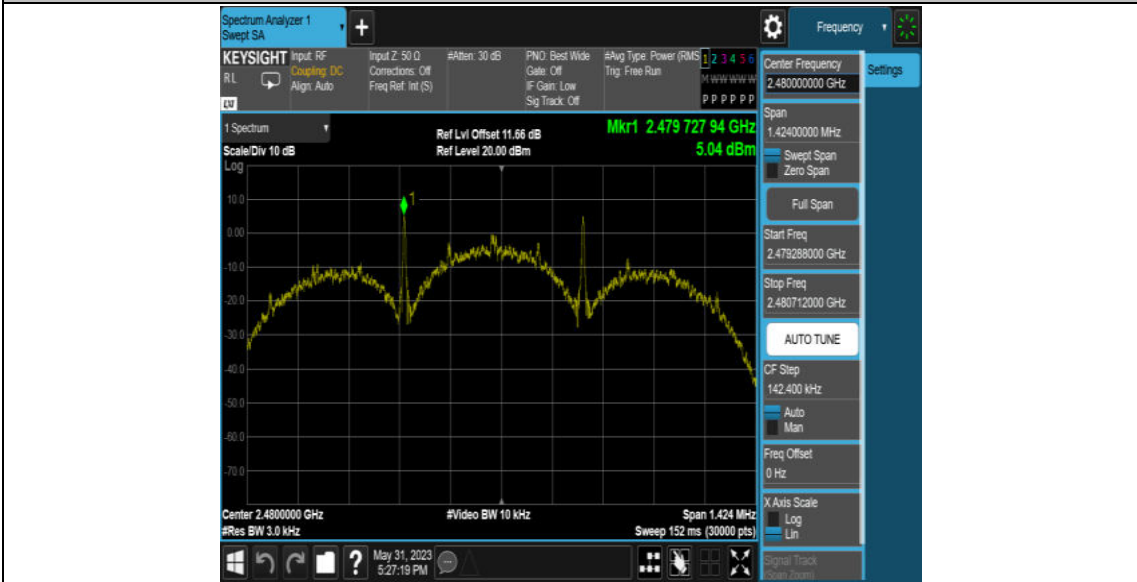 Spectrum Analyzer 1
Swept SA
+
Frequency
KEYSIGHT
RL
LXI
Input: RF
Coupling: DC
Align: Auto
Input Z: 50 Ω
Corrections: Off
Freq Ref: Int (S)
#Atten: 30 dB
PNO: Best Wide
Gate: Off
IF Gain: Low
Sig Track: Off
#Avg Type: Power (RMS
Trig: Free Run
1 2 3 4 5 6
M W W W W W
P P P P P P
1 Spectrum
Scale/Div 10 dB
Ref Lvl Offset 11.66 dB
Ref Level 20.00 dBm
Mkr1 2.479 727 94 GHz
5.04 dBm
Log
1
10.0
0.00
-10.0
-20.0
-30.0
-40.0
-50.0
-60.0
-70.0
Center 2.4800000 GHz
#Res BW 3.0 kHz
#Video BW 10 kHz
Span 1.424 MHz
Sweep 152 ms (30000 pts)
Center Frequency
2.480000000 GHz
Settings
Span
1.42400000 MHz
Swept Span
Zero Span
Full Span
Start Freq
2.479288000 GHz
Stop Freq
2.480712000 GHz
AUTO TUNE
CF Step
142.400 kHz
Auto
Man
Freq Offset
0 Hz
X Axis Scale
Log
Lin
Signal Track
(Span Zoom)
?
May 31, 2023
5:27:19 PM